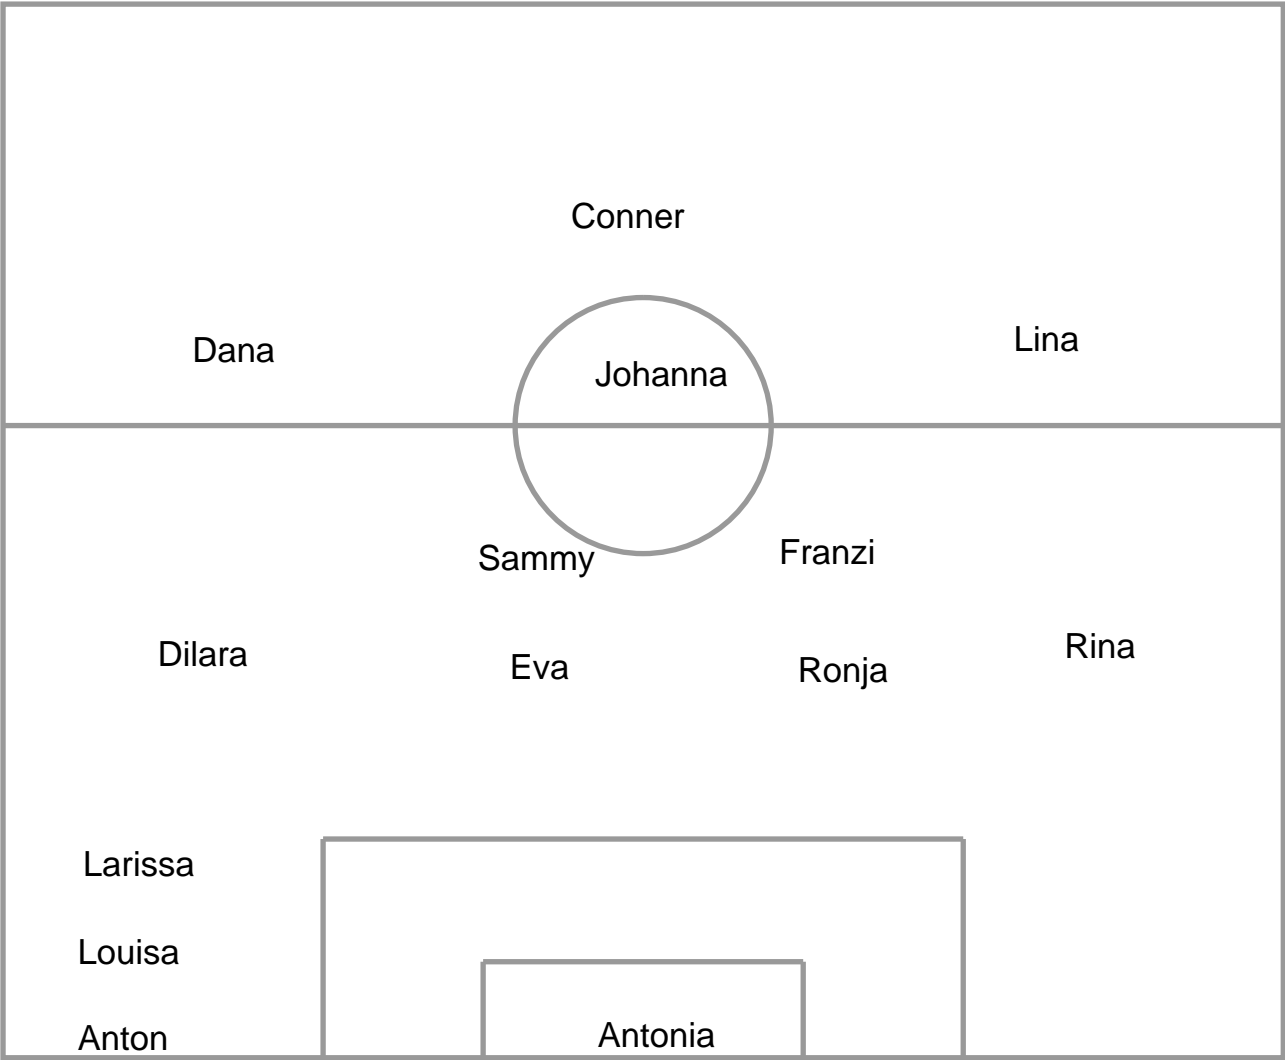 Conner
Dana
Lina
Johanna
Sammy
Franzi
Dilara
Eva
Ronja
Rina
Larissa
Louisa
Anton
Antonia